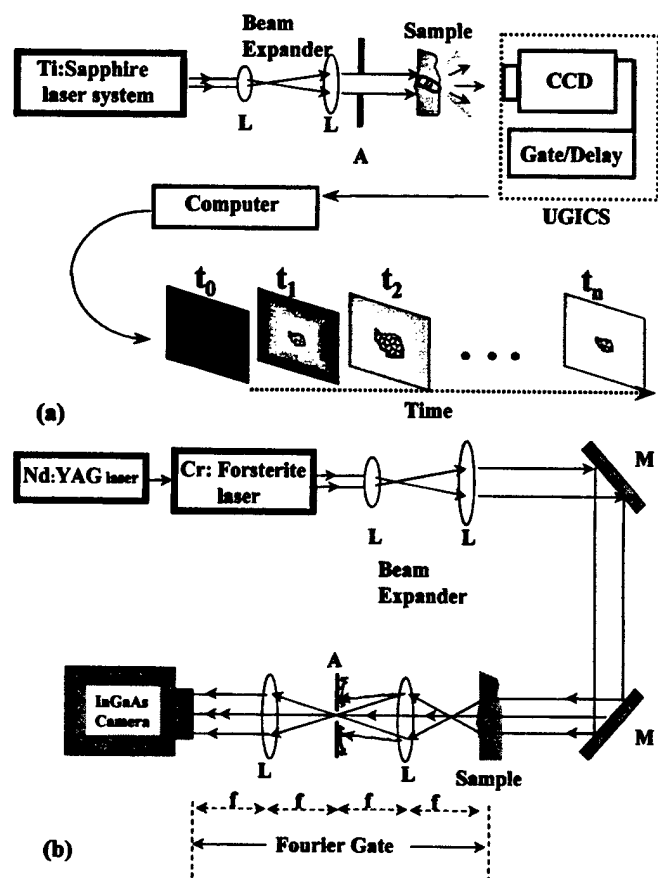 Beam
Expander
Sample
Ti:Sapphire
laser system
L
L
A
CCD
Gate/Delay
UGICS
Computer
t0
t1
t2
tn
Time
(a)
Nd:YAG laser
Cr: Forsterite
laser
L
L
M
Beam
Expander
InGaAs
Camera
A
L
L
Sample
M
f
f
f
f
Fourier Gate
(b)